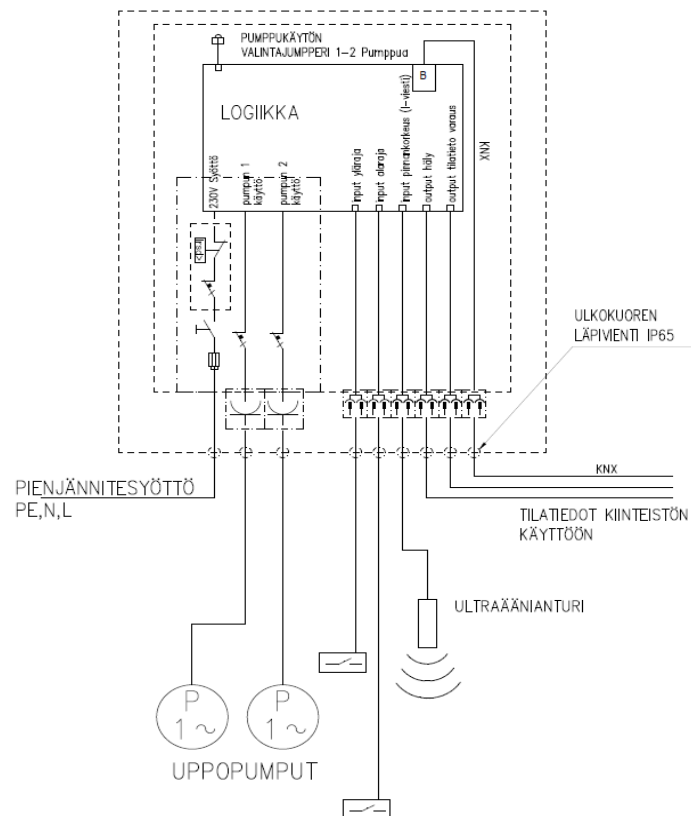 PUMPPUKÄYTÖN
VALINTAJUMPPERI 1-2 Pumppua
B
LOGIIKKA
KNX
230V Syöttö
pumpun 1
käyttö
pumpun 2
käyttö
input yläraja
input alaraja
input pinnankorkeus (I-viesti)
output häly
output tilatieto varaus
Irsd>
ULKOKUOREN
LÄPIVIENTI IP65
PIENJÄNNITESYÖTTÖ
PE,N,L
KNX
TILATIEDOT KIINTEISTÖN
KÄYTTÖÖN
ULTRAÄÄNIANTURI
P
1 ~
P
1 ~
UPPOPUMPUT